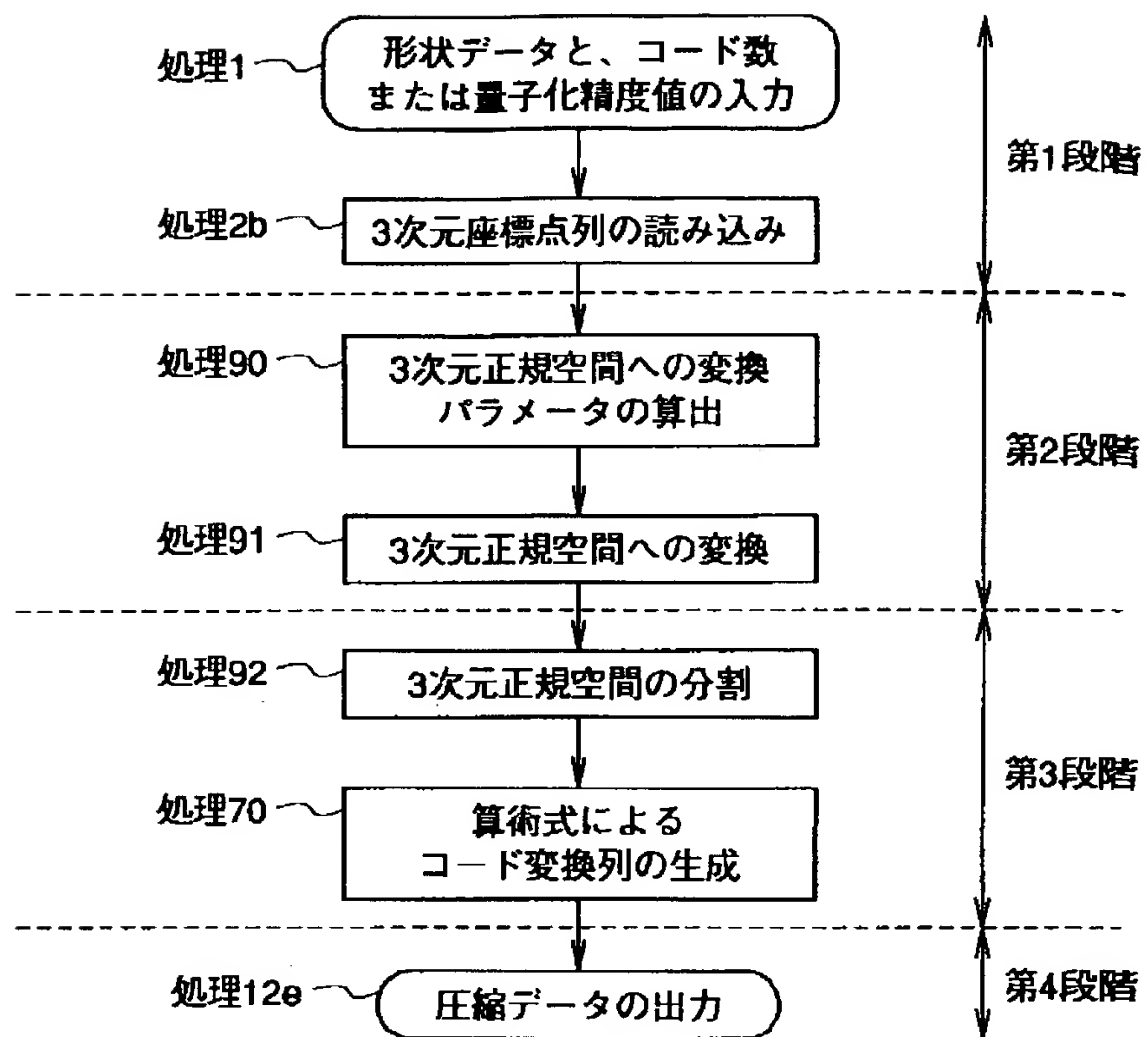 処理1
形状データと、コード数
または量子化精度値の入力
第1段階
処理2b
3次元座標点列の読み込み
処理90
3次元正規空間への変換
パラメータの算出
第2段階
処理91
3次元正規空間への変換
処理92
3次元正規空間の分割
第3段階
処理70
算術式による
コード変換列の生成
処理12e
圧縮データの出力
第4段階